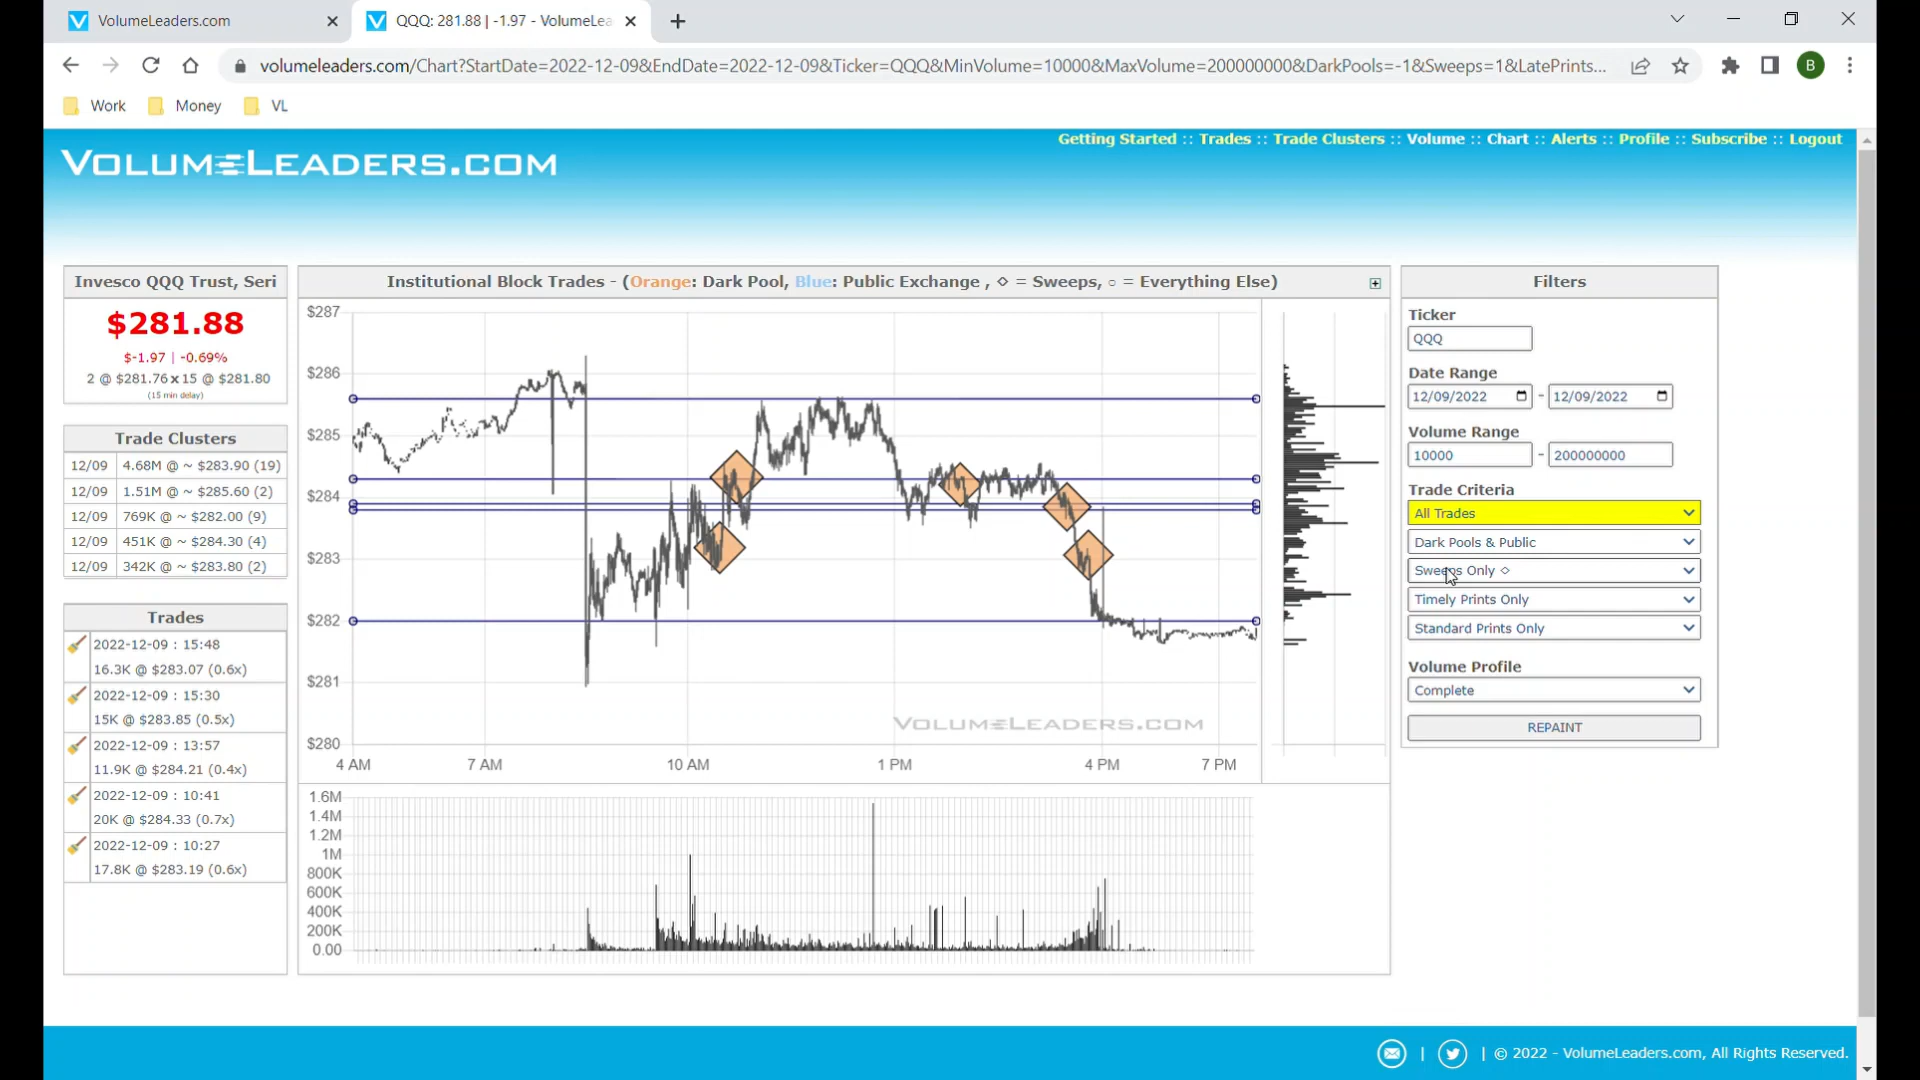 VolumeLeaders.com
QQQ: 281.88 | -1.97 - VolumeLea
volumeleaders.com/Chart?StartDate=2022-12-09&EndDate=2022-12-09&Ticker=QQQ&MinVolume=10000&MaxVolume=200000000&DarkPools=-1&Sweeps=1&LatePrints...
B
Work
Money
VL
Getting Started :: Trades :: Trade Clusters :: Volume :: Chart :: Alerts :: Profile :: Subscribe :: Logout
VOLUMELEADERS.COM
Invesco QQQ Trust, Seri
$281.88
$-1.97 | -0.69%
2 @ $281.76 x 15 @ $281.80
(15 min delay)
Trade Clusters
12/09 4.68M @ ~ $283.90 (19)
12/09 1.51M @ ~ $285.60 (2)
12/09 769K @ ~ $282.00 (9)
12/09 451K @ ~ $284.30 (4)
12/09 342K @ ~ $283.80 (2)
Trades
2022-12-09 : 15:48
16.3K @ $283.07 (0.6x)
2022-12-09 : 15:30
15K @ $283.85 (0.5x)
2022-12-09 : 13:57
11.9K @ $284.21 (0.4x)
2022-12-09 : 10:41
20K @ $284.33 (0.7x)
2022-12-09 : 10:27
17.8K @ $283.19 (0.6x)
Institutional Block Trades - (Orange: Dark Pool, Blue: Public Exchange , ◇ = Sweeps, ○ = Everything Else)
$287
$286
$285
$284
$283
$282
$281
$280
VOLUMELEADERS.COM
4 AM 7 AM 10 AM 1 PM 4 PM 7 PM
1.6M
1.4M
1.2M
1M
800K
600K
400K
200K
0.00
Filters
Ticker
QQQ
Date Range
12/09/2022 - 12/09/2022
Volume Range
10000 - 200000000
Trade Criteria
All Trades
Dark Pools & Public
Sweeps Only ◇
Timely Prints Only
Standard Prints Only
Volume Profile
Complete
REPAINT
| | © 2022 - VolumeLeaders.com, All Rights Reserved.